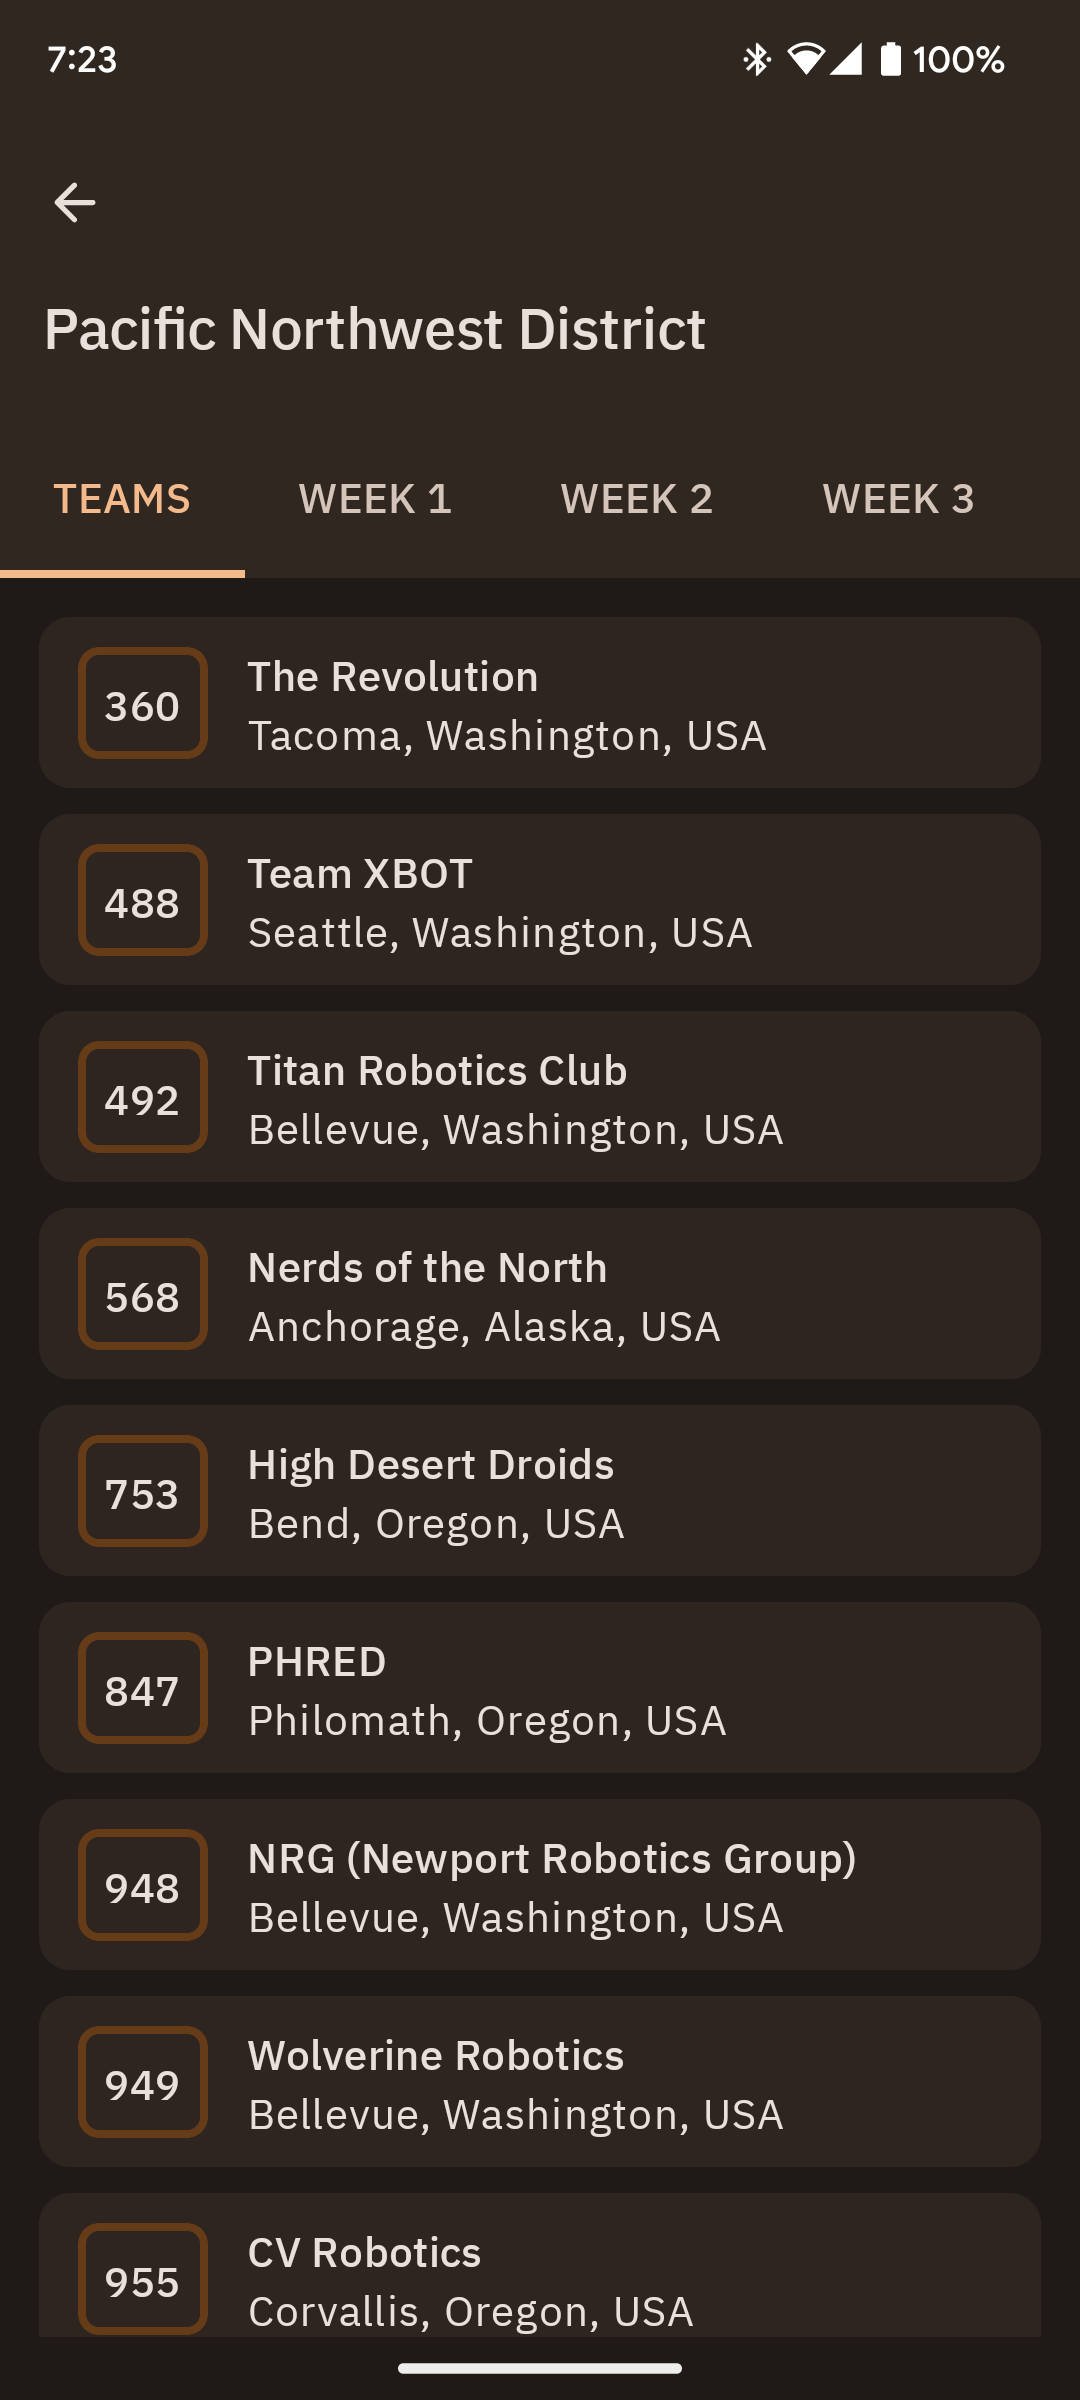 7:23
100%
Pacific Northwest District
TEAMS
WEEK 1
WEEK 2
WEEK 3
360
The Revolution
Tacoma, Washington, USA
488
Team XBOT
Seattle, Washington, USA
492
Titan Robotics Club
Bellevue, Washington, USA
568
Nerds of the North
Anchorage, Alaska, USA
753
High Desert Droids
Bend, Oregon, USA
847
PHRED
Philomath, Oregon, USA
948
NRG (Newport Robotics Group)
Bellevue, Washington, USA
949
Wolverine Robotics
Bellevue, Washington, USA
955
CV Robotics
Corvallis, Oregon, USA